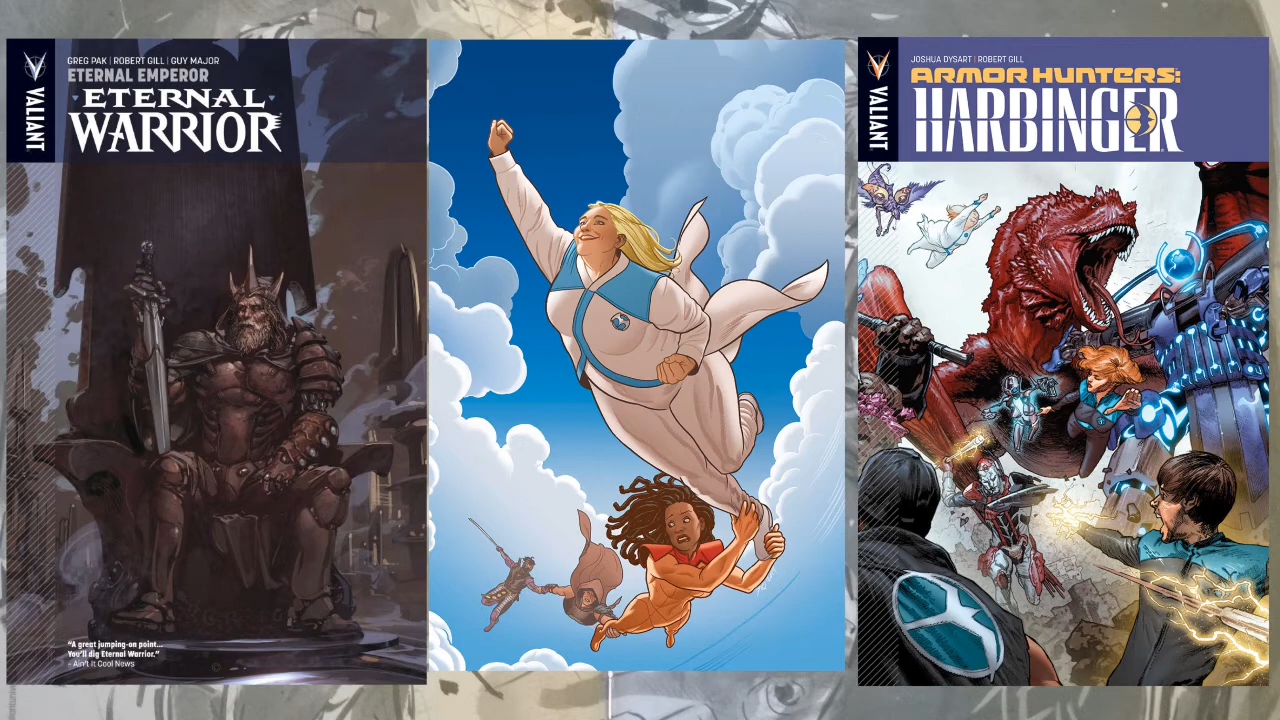 VALIANT
GREG PAK | ROBERT GILL | GUY MAJOR
ETERNAL EMPEROR
ETERNAL
WARRIOR
"A great jumping-on point...
You'll dig Eternal Warrior."
- Ain't It Cool News
VALIANT
JOSHUA DYSART | ROBERT GILL
ARMOR HUNTERS:
HARBINGER